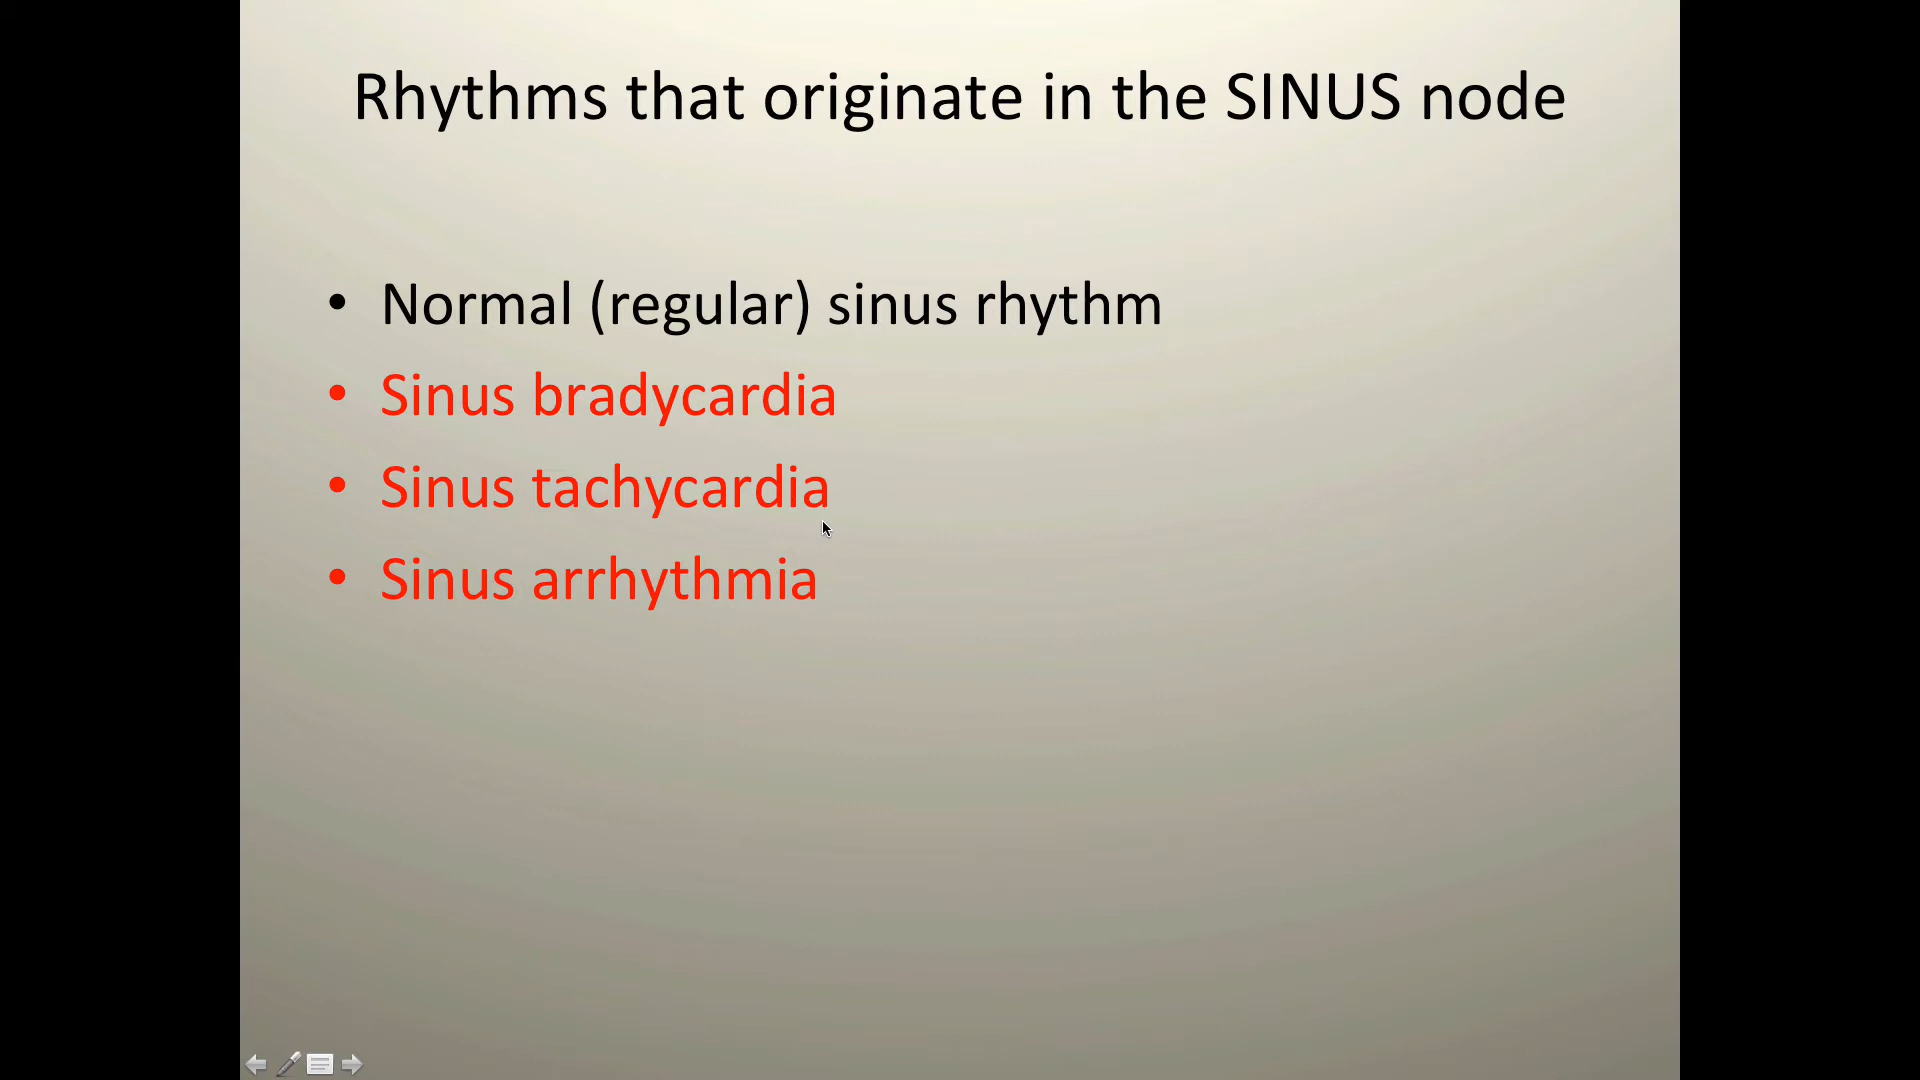 Rhythms that originate in the SINUS node
• Normal (regular) sinus rhythm
• Sinus bradycardia
• Sinus tachycardia
• Sinus arrhythmia